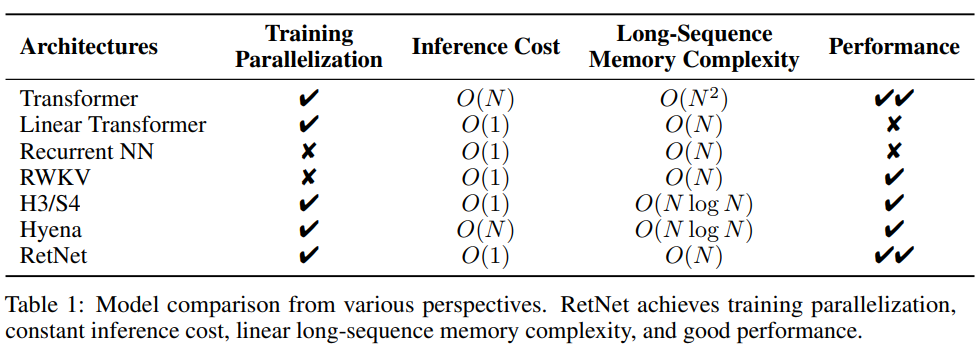 Architectures Training Parallelization Inference Cost Long-Sequence Memory Complexity Performance
Transformer ✔ O(N) O(N²) ✔✔
Linear Transformer ✔ O(1) O(N) ✘
Recurrent NN ✘ O(1) O(N) ✘
RWKV ✘ O(1) O(N) ✔
H3/S4 ✔ O(1) O(N log N) ✔
Hyena ✔ O(N) O(N log N) ✔
RetNet ✔ O(1) O(N) ✔✔
Table 1: Model comparison from various perspectives. RetNet achieves training parallelization,
constant inference cost, linear long-sequence memory complexity, and good performance.